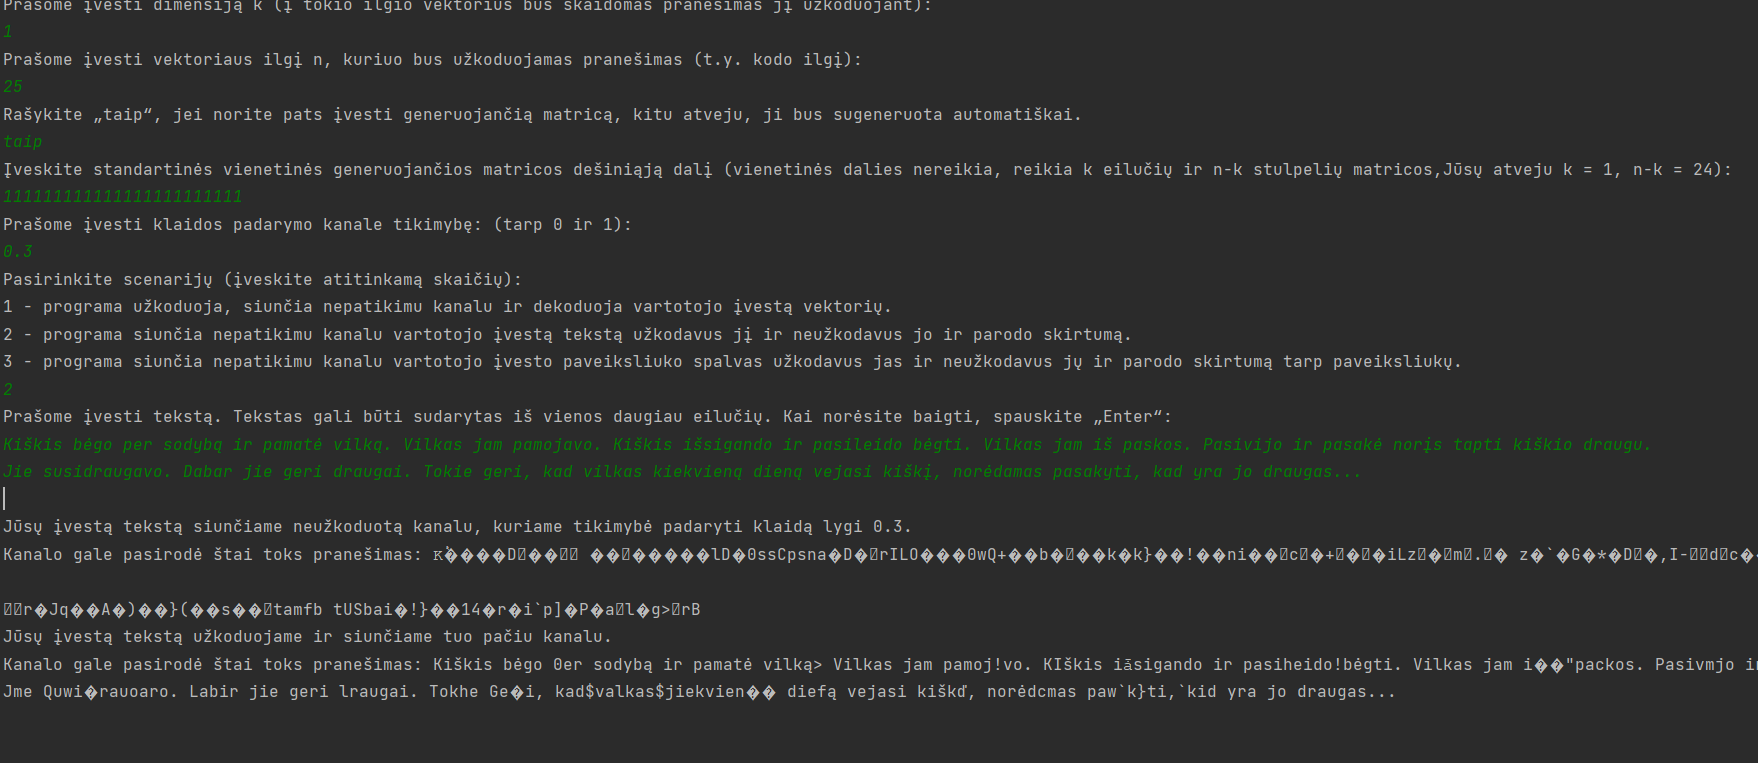 Prašome įvesti dimensiją k (į tokio ilgio vektorius bus skaidomas pranešimas jį užkoduojant):
1
Prašome įvesti vektoriaus ilgį n, kuriuo bus užkoduojamas pranešimas (t.y. kodo ilgį):
25
Rašykite „taip“, jei norite pats įvesti generuojančią matricą, kitu atveju, ji bus sugeneruota automatiškai.
taip
Įveskite standartinės vienetinės generuojančios matricos dešiniąją dalį (vienetinės dalies nereikia, reikia k eilučių ir n-k stulpelių matricos,Jūsų atveju k = 1, n-k = 24):
111111111111111111111111
Prašome įvesti klaidos padarymo kanale tikimybę: (tarp 0 ir 1):
0.3
Pasirinkite scenarijų (įveskite atitinkamą skaičių):
1 - programa užkoduoja, siunčia nepatikimu kanalu ir dekoduoja vartotojo įvestą vektorių.
2 - programa siunčia nepatikimu kanalu vartotojo įvestą tekstą užkodavus jį ir neužkodavus jo ir parodo skirtumą.
3 - programa siunčia nepatikimu kanalu vartotojo įvesto paveiksliuko spalvas užkodavus jas ir neužkodavus jų ir parodo skirtumą tarp paveiksliukų.
2
Prašome įvesti tekstą. Tekstas gali būti sudarytas iš vienos daugiau eilučių. Kai norėsite baigti, spauskite „Enter“:
Kiškis bėgo per sodybą ir pamatė vilką. Vilkas jam pamojavo. Kiškis išsigando ir pasileido bėgti. Vilkas jam iš paskos. Pasivijo ir pasakė norįs tapti kiškio draugu.
Jie susidraugavo. Dabar jie geri draugai. Tokie geri, kad vilkas kiekvieną dieną vejasi kiškį, norėdamas pasakyti, kad yra jo draugas...
Jūsų įvestą tekstą siunčiame neužkoduotą kanalu, kuriame tikimybė padaryti klaidą lygi 0.3.
Kanalo gale pasirodė štai toks pranešimas:
Jūsų įvestą tekstą užkoduojame ir siunčiame tuo pačiu kanalu.
Kanalo gale pasirodė štai toks pranešimas: Kiškis bėgo 0er sodybą ir pamatė vilką> Vilkas jam pamoj!vo. KIškis iāsigando ir pasiheido!bėgti. Vilkas jam i��"packos. Pasivmjo ir
Jme Quwi�rauoaro. Labir jie geri lraugai. Tokhe Ge�i, kad$valkas$jiekvien�� diefą vejasi kiškď, norėdcmas paw`k}ti,`kid yra jo draugas...